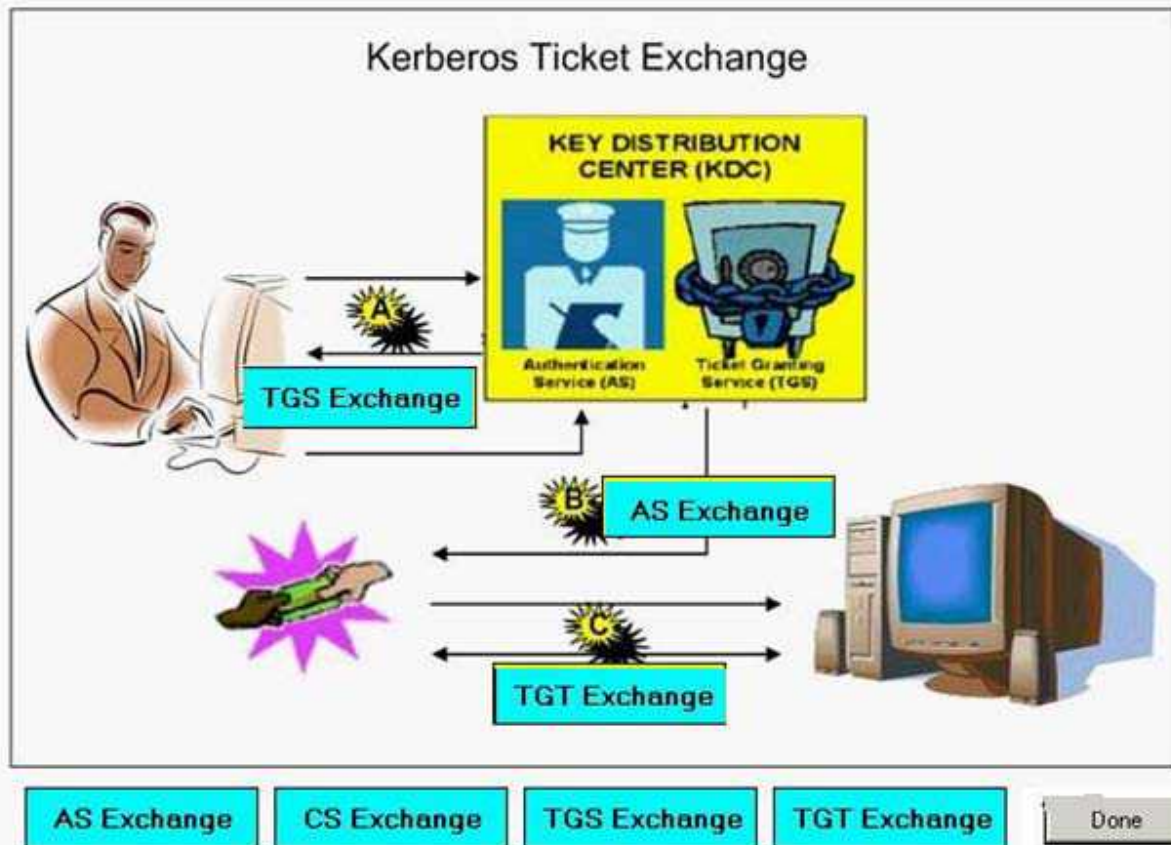 Kerberos Ticket Exchange
KEY DISTRIBUTION
CENTER (KDC)
A
Authentication
Service (AS)
Ticket Granting
Service (TGS)
TGS Exchange
B
AS Exchange
C
TGT Exchange
AS Exchange
CS Exchange
TGS Exchange
TGT Exchange
Done